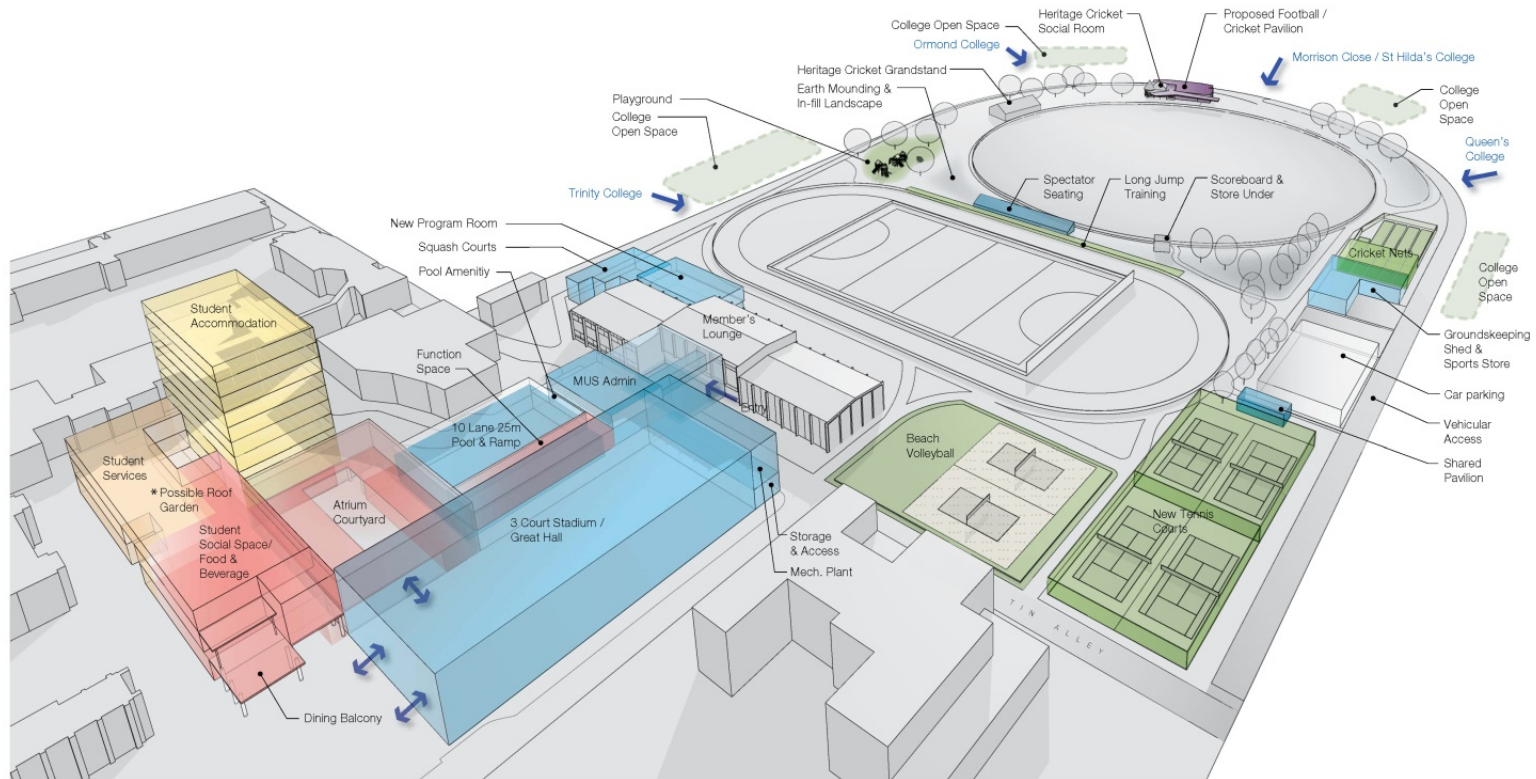 College Open Space
Ormond College
Heritage Cricket
Social Room
Proposed Football /
Cricket Pavilion
Morrison Close / St Hilda's College
Heritage Cricket Grandstand
Earth Mounding &
In-fill Landscape
Playground
College
Open Space
College
Open
Space
Queen's
College
Trinity College
Spectator
Seating
Long Jump
Training
Scoreboard &
Store Under
New Program Room
Squash Courts
Pool Amenitiy
Cricket Nets
College
Open
Space
Student
Accommodation
Member's
Lounge
Groundskeeping
Shed &
Sports Store
Function
Space
MUS Admin
Entry
Car parking
10 Lane 25m
Pool & Ramp
Beach
Volleyball
Vehicular
Access
Shared
Pavilion
Student
Services
* Possible Roof
Garden
Atrium
Courtyard
3 Court Stadium /
Great Hall
New Tennis
Courts
Student
Social Space/
Food &
Beverage
Storage
& Access
Mech. Plant
TIN ALLEY
Dining Balcony